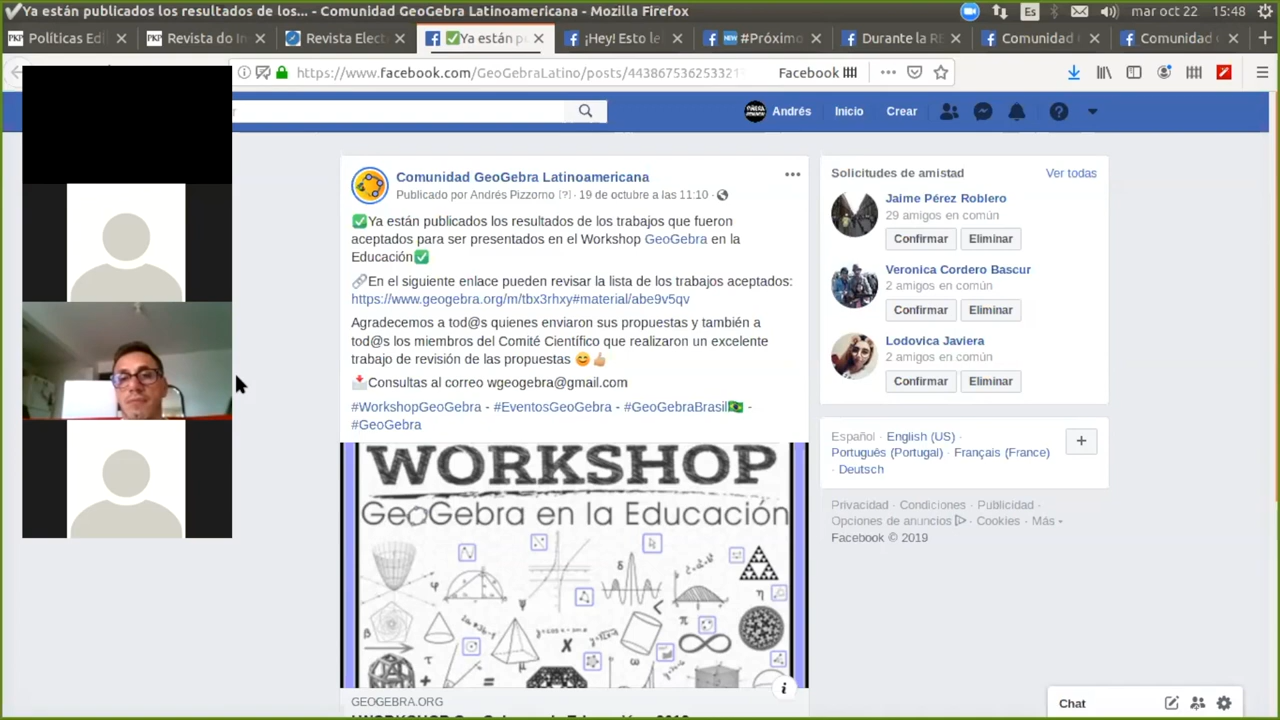 ✔Ya están publicados los resultados de los... - Comunidad GeoGebra Latinoamericana - Mozilla Firefox
Es
mar oct 22 15:48
PKP Políticas Edi
PKP Revista do In
Revista Elect
✅Ya están p
¡Hey! Esto le
NEW #Próximo
Durante la RE
Comunidad
Comunidad
https://www.facebook.com/GeoGebraLatino/posts/443867536253321
Facebook
Andrés
Inicio
Crear
Comunidad GeoGebra Latinoamericana
Publicado por Andrés Pizzorno [?] · 19 de octubre a las 11:10 ·
✅Ya están publicados los resultados de los trabajos que fueron
aceptados para ser presentados en el Workshop GeoGebra en la
Educación✅
🔗En el siguiente enlace pueden revisar la lista de los trabajos aceptados:
https://www.geogebra.org/m/tbx3rhxy#material/abe9v5qv
Agradecemos a tod@s quienes enviaron sus propuestas y también a
tod@s los miembros del Comité Científico que realizaron un excelente
trabajo de revisión de las propuestas 😊👍🏼
📩Consultas al correo wgeogebra@gmail.com
#WorkshopGeoGebra - #EventosGeoGebra - #GeoGebraBrasil🇧🇷 -
#GeoGebra
WORKSHOP
GeoGebra en la Educación
GEOGEBRA.ORG
Solicitudes de amistad
Ver todas
Jaime Pérez Roblero
29 amigos en común
Confirmar
Eliminar
Veronica Cordero Bascur
2 amigos en común
Confirmar
Eliminar
Lodovica Javiera
2 amigos en común
Confirmar
Eliminar
Español · English (US) ·
Português (Portugal) · Français (France)
· Deutsch
Privacidad · Condiciones · Publicidad ·
Opciones de anuncios · Cookies · Más
Facebook © 2019
Chat